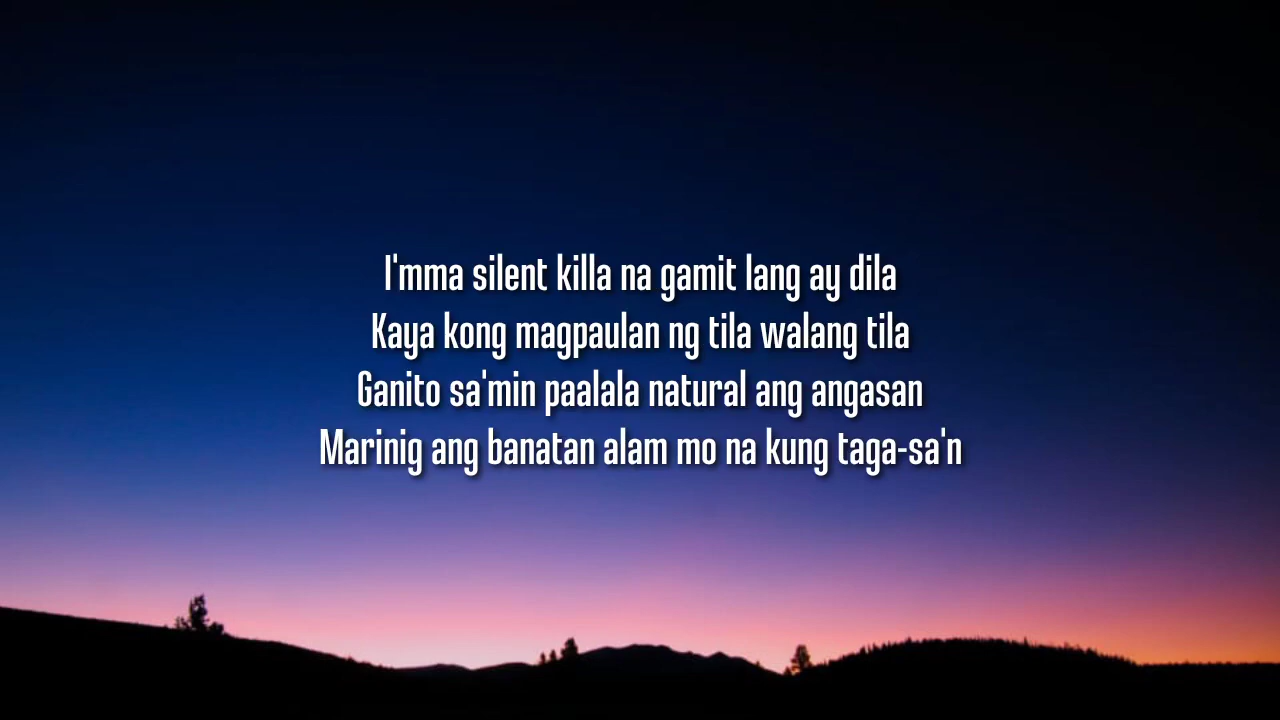 I'mma silent killa na gamit lang ay dila
Kaya kong magpaulan ng tila walang tila
Ganito sa'min paalala natural ang angasan
Marinig ang banatan alam mo na kung taga-sa'n